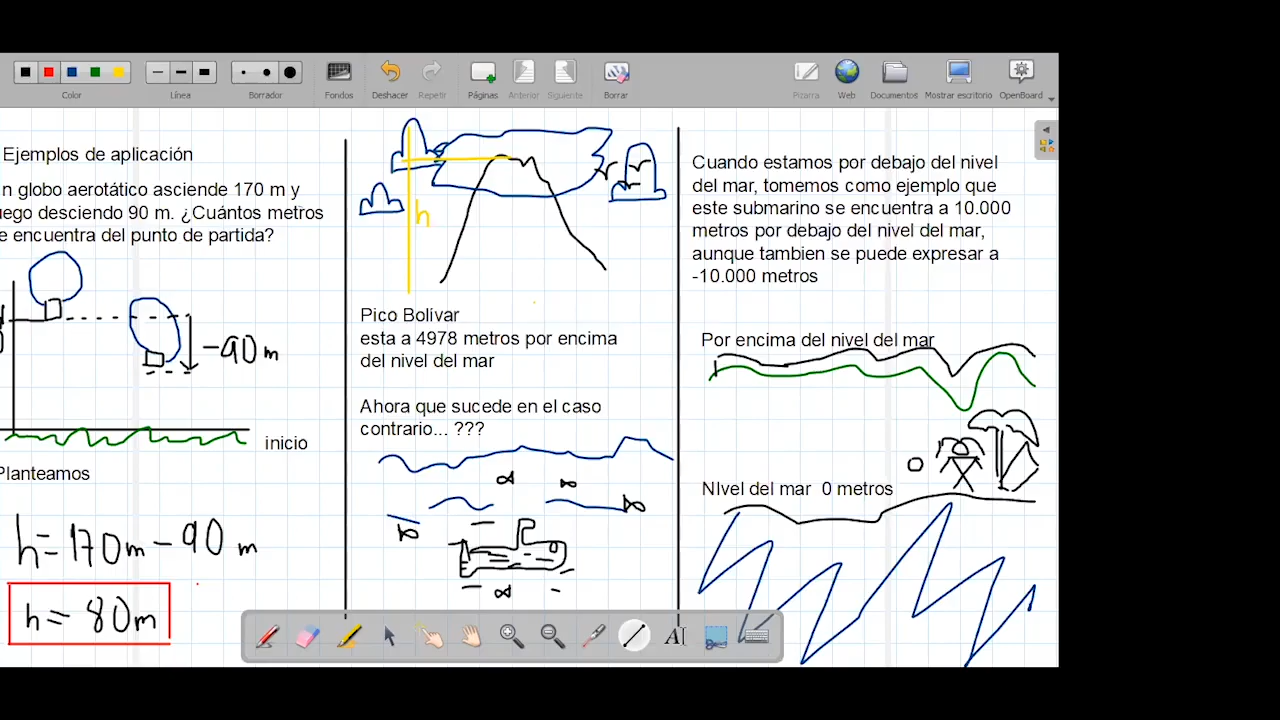 Color
Línea
Borrador
Fondos
Deshacer
Repetir
Páginas
Anterior
Siguiente
Borrar
Pizarra
Web
Documentos
Mostrar escritorio
OpenBoard
Ejemplos de aplicación
n globo aerotático asciende 170 m y
uego desciendo 90 m. ¿Cuántos metros
e encuentra del punto de partida?
-90 m
inicio
Planteamos
h = 170m - 90 m
h = 80m
h
Pico Bolivar
esta a 4978 metros por encima
del nivel del mar
Ahora que sucede en el caso
contrario... ???
Cuando estamos por debajo del nivel
del mar, tomemos como ejemplo que
este submarino se encuentra a 10.000
metros por debajo del nivel del mar,
aunque tambien se puede expresar a
-10.000 metros
Por encima del nivel del mar
NIvel del mar 0 metros